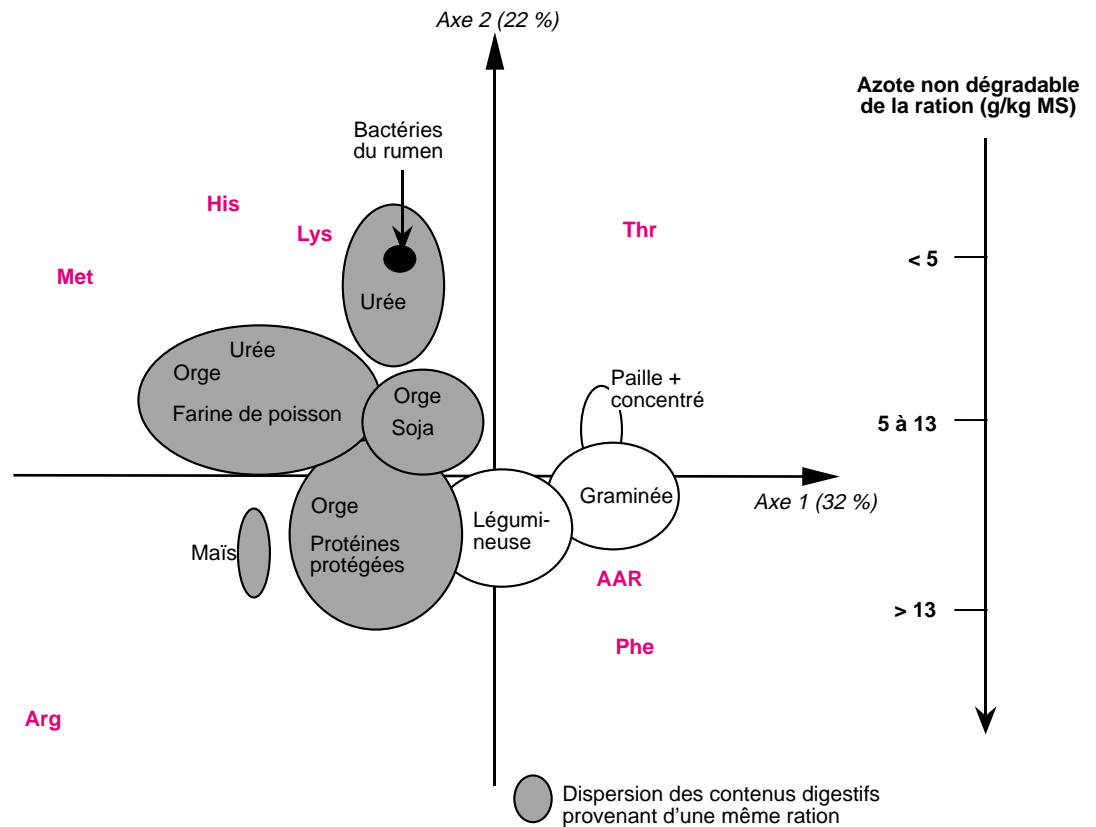 Axe 2 (22 %)
Azote non dégradable
de la ration (g/kg MS)
Bactéries
du rumen
His
Lys
Thr
< 5
Met
Urée
Urée
Orge
Farine de poisson
Orge
Soja
Paille +
concentré
5 à 13
Axe 1 (32 %)
Graminée
Orge
Protéines
protégées
Légumi-
neuse
Maïs
AAR
> 13
Phe
Arg
Dispersion des contenus digestifs
provenant d'une même ration